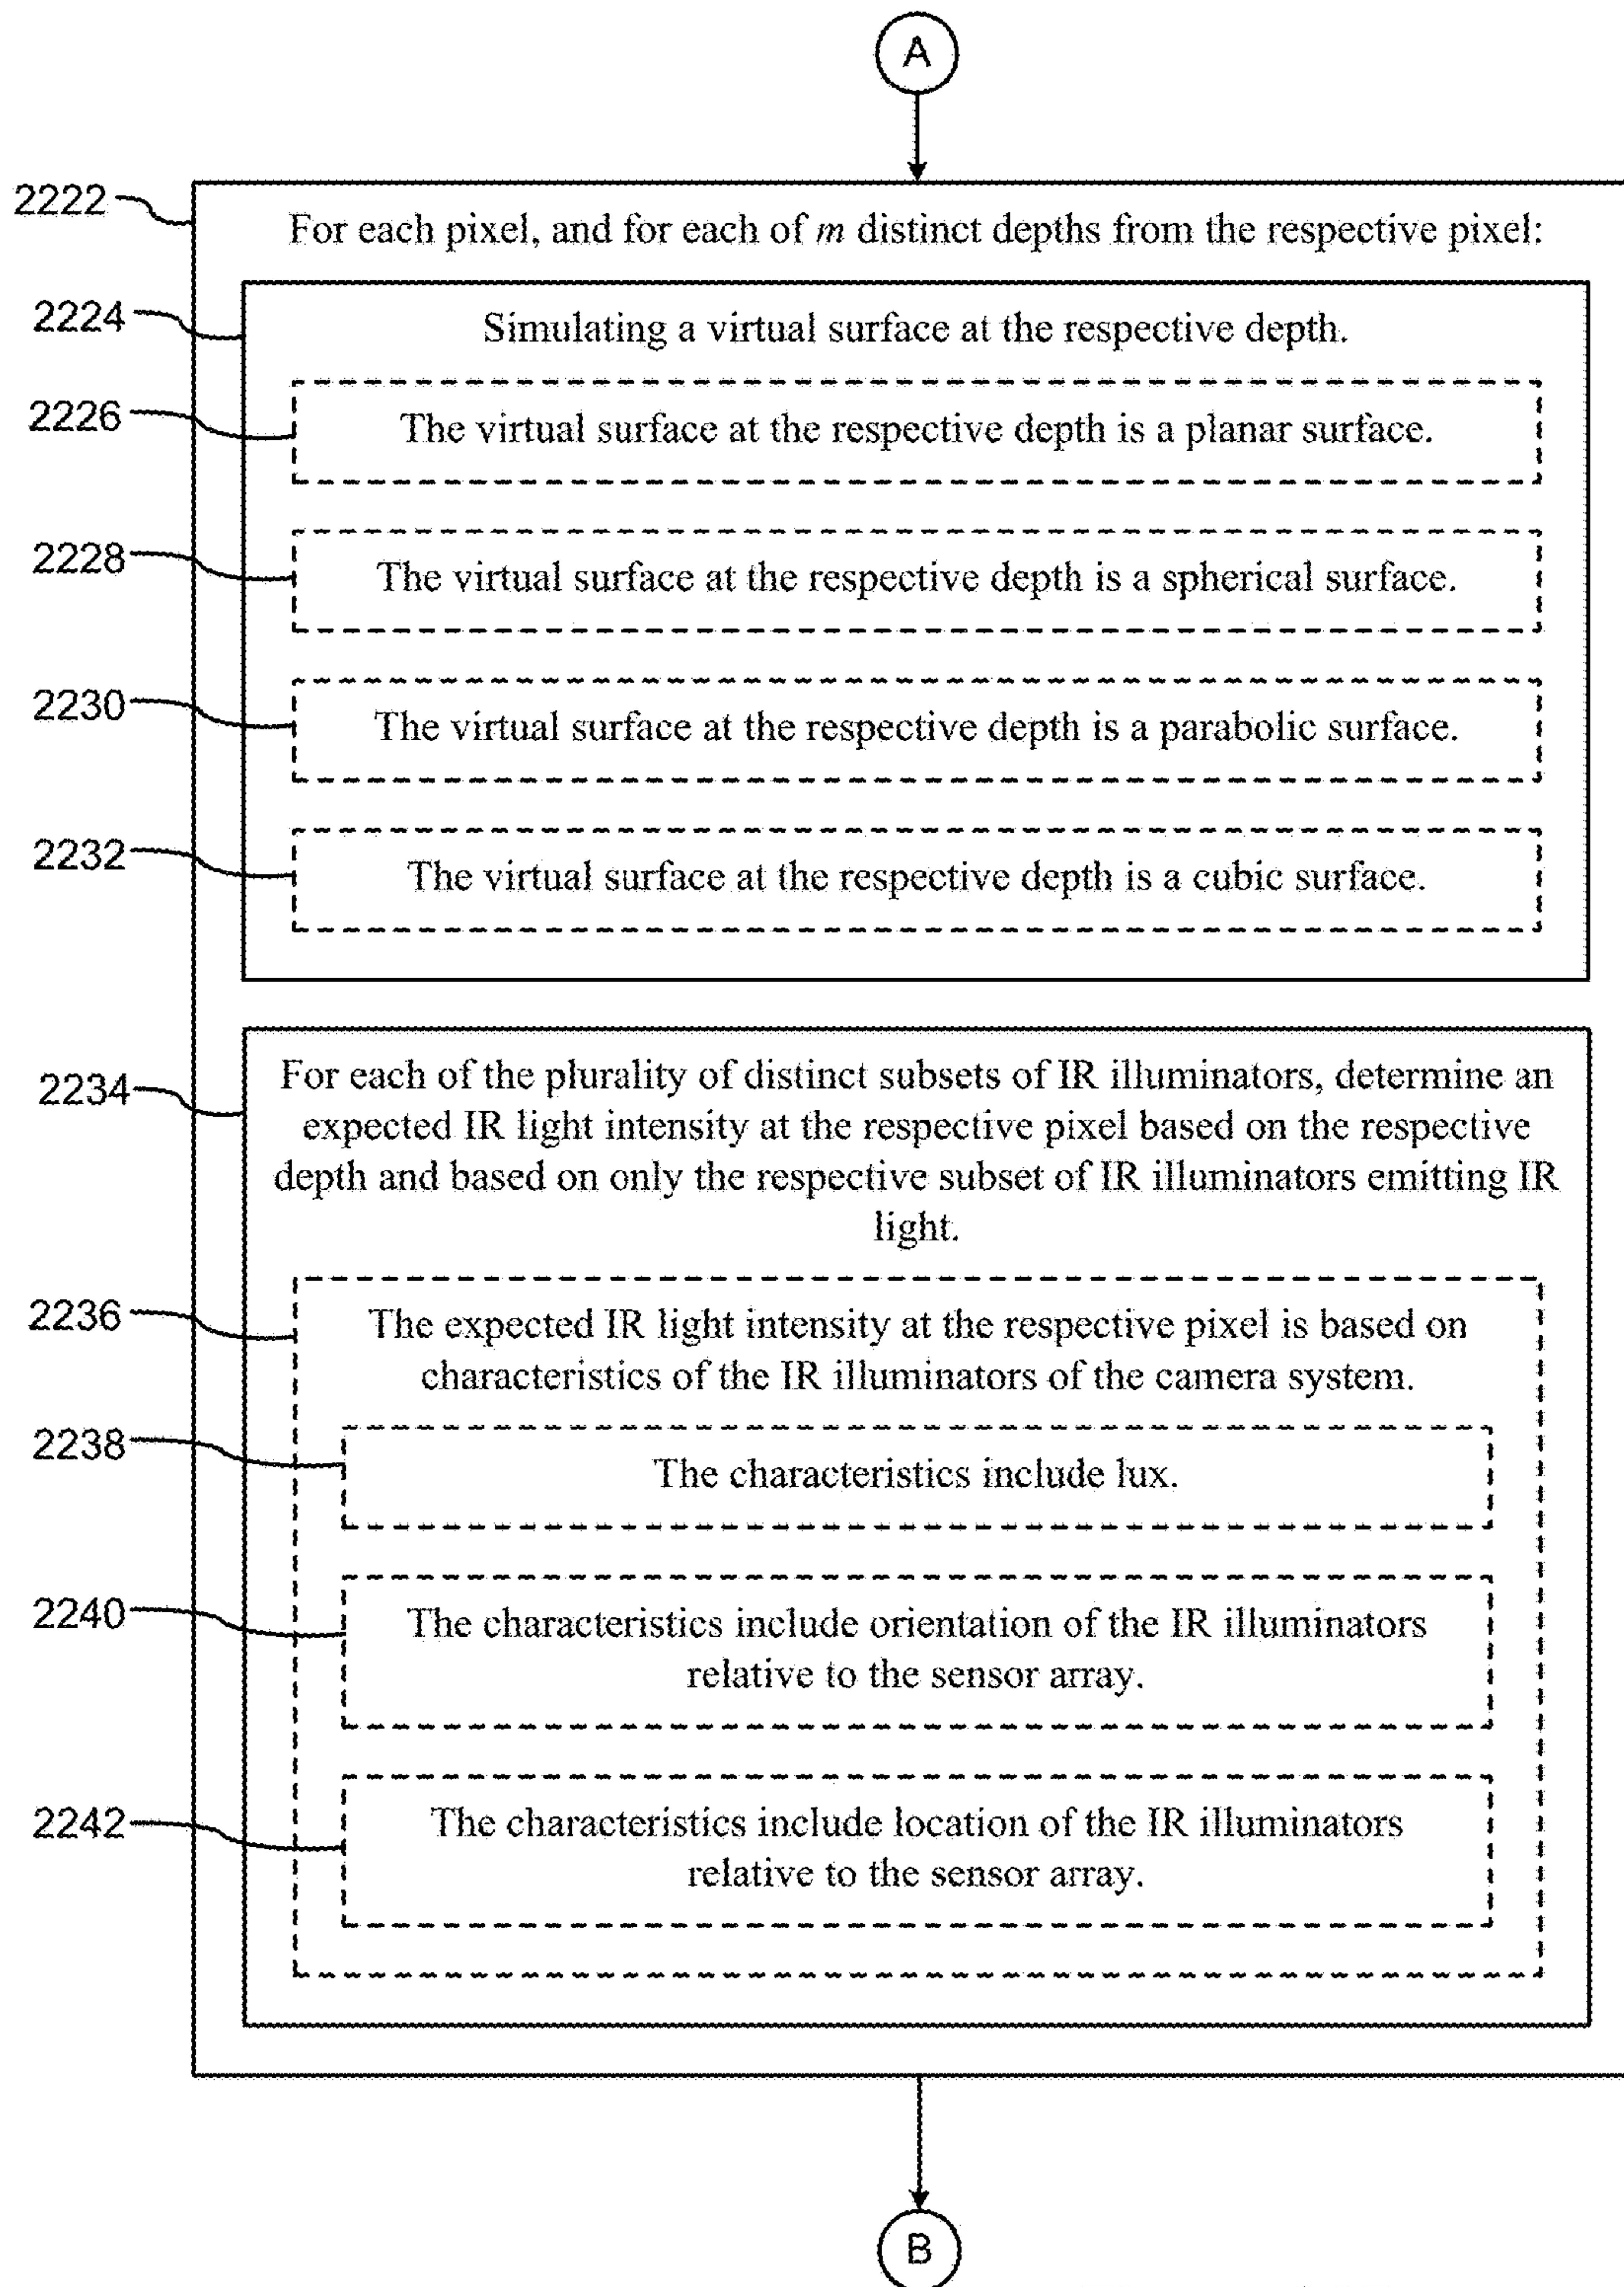 A
2222
For each pixel, and for each of m distinct depths from the respective pixel:
2224
Simulating a virtual surface at the respective depth.
2226
The virtual surface at the respective depth is a planar surface.
2228
The virtual surface at the respective depth is a spherical surface.
2230
The virtual surface at the respective depth is a parabolic surface.
2232
The virtual surface at the respective depth is a cubic surface.
2234
For each of the plurality of distinct subsets of IR illuminators, determine an
expected IR light intensity at the respective pixel based on the respective
depth and based on only the respective subset of IR illuminators emitting IR
light.
2236
The expected IR light intensity at the respective pixel is based on
characteristics of the IR illuminators of the camera system.
2238
The characteristics include lux.
2240
The characteristics include orientation of the IR illuminators
relative to the sensor array.
2242
The characteristics include location of the IR illuminators
relative to the sensor array.
B